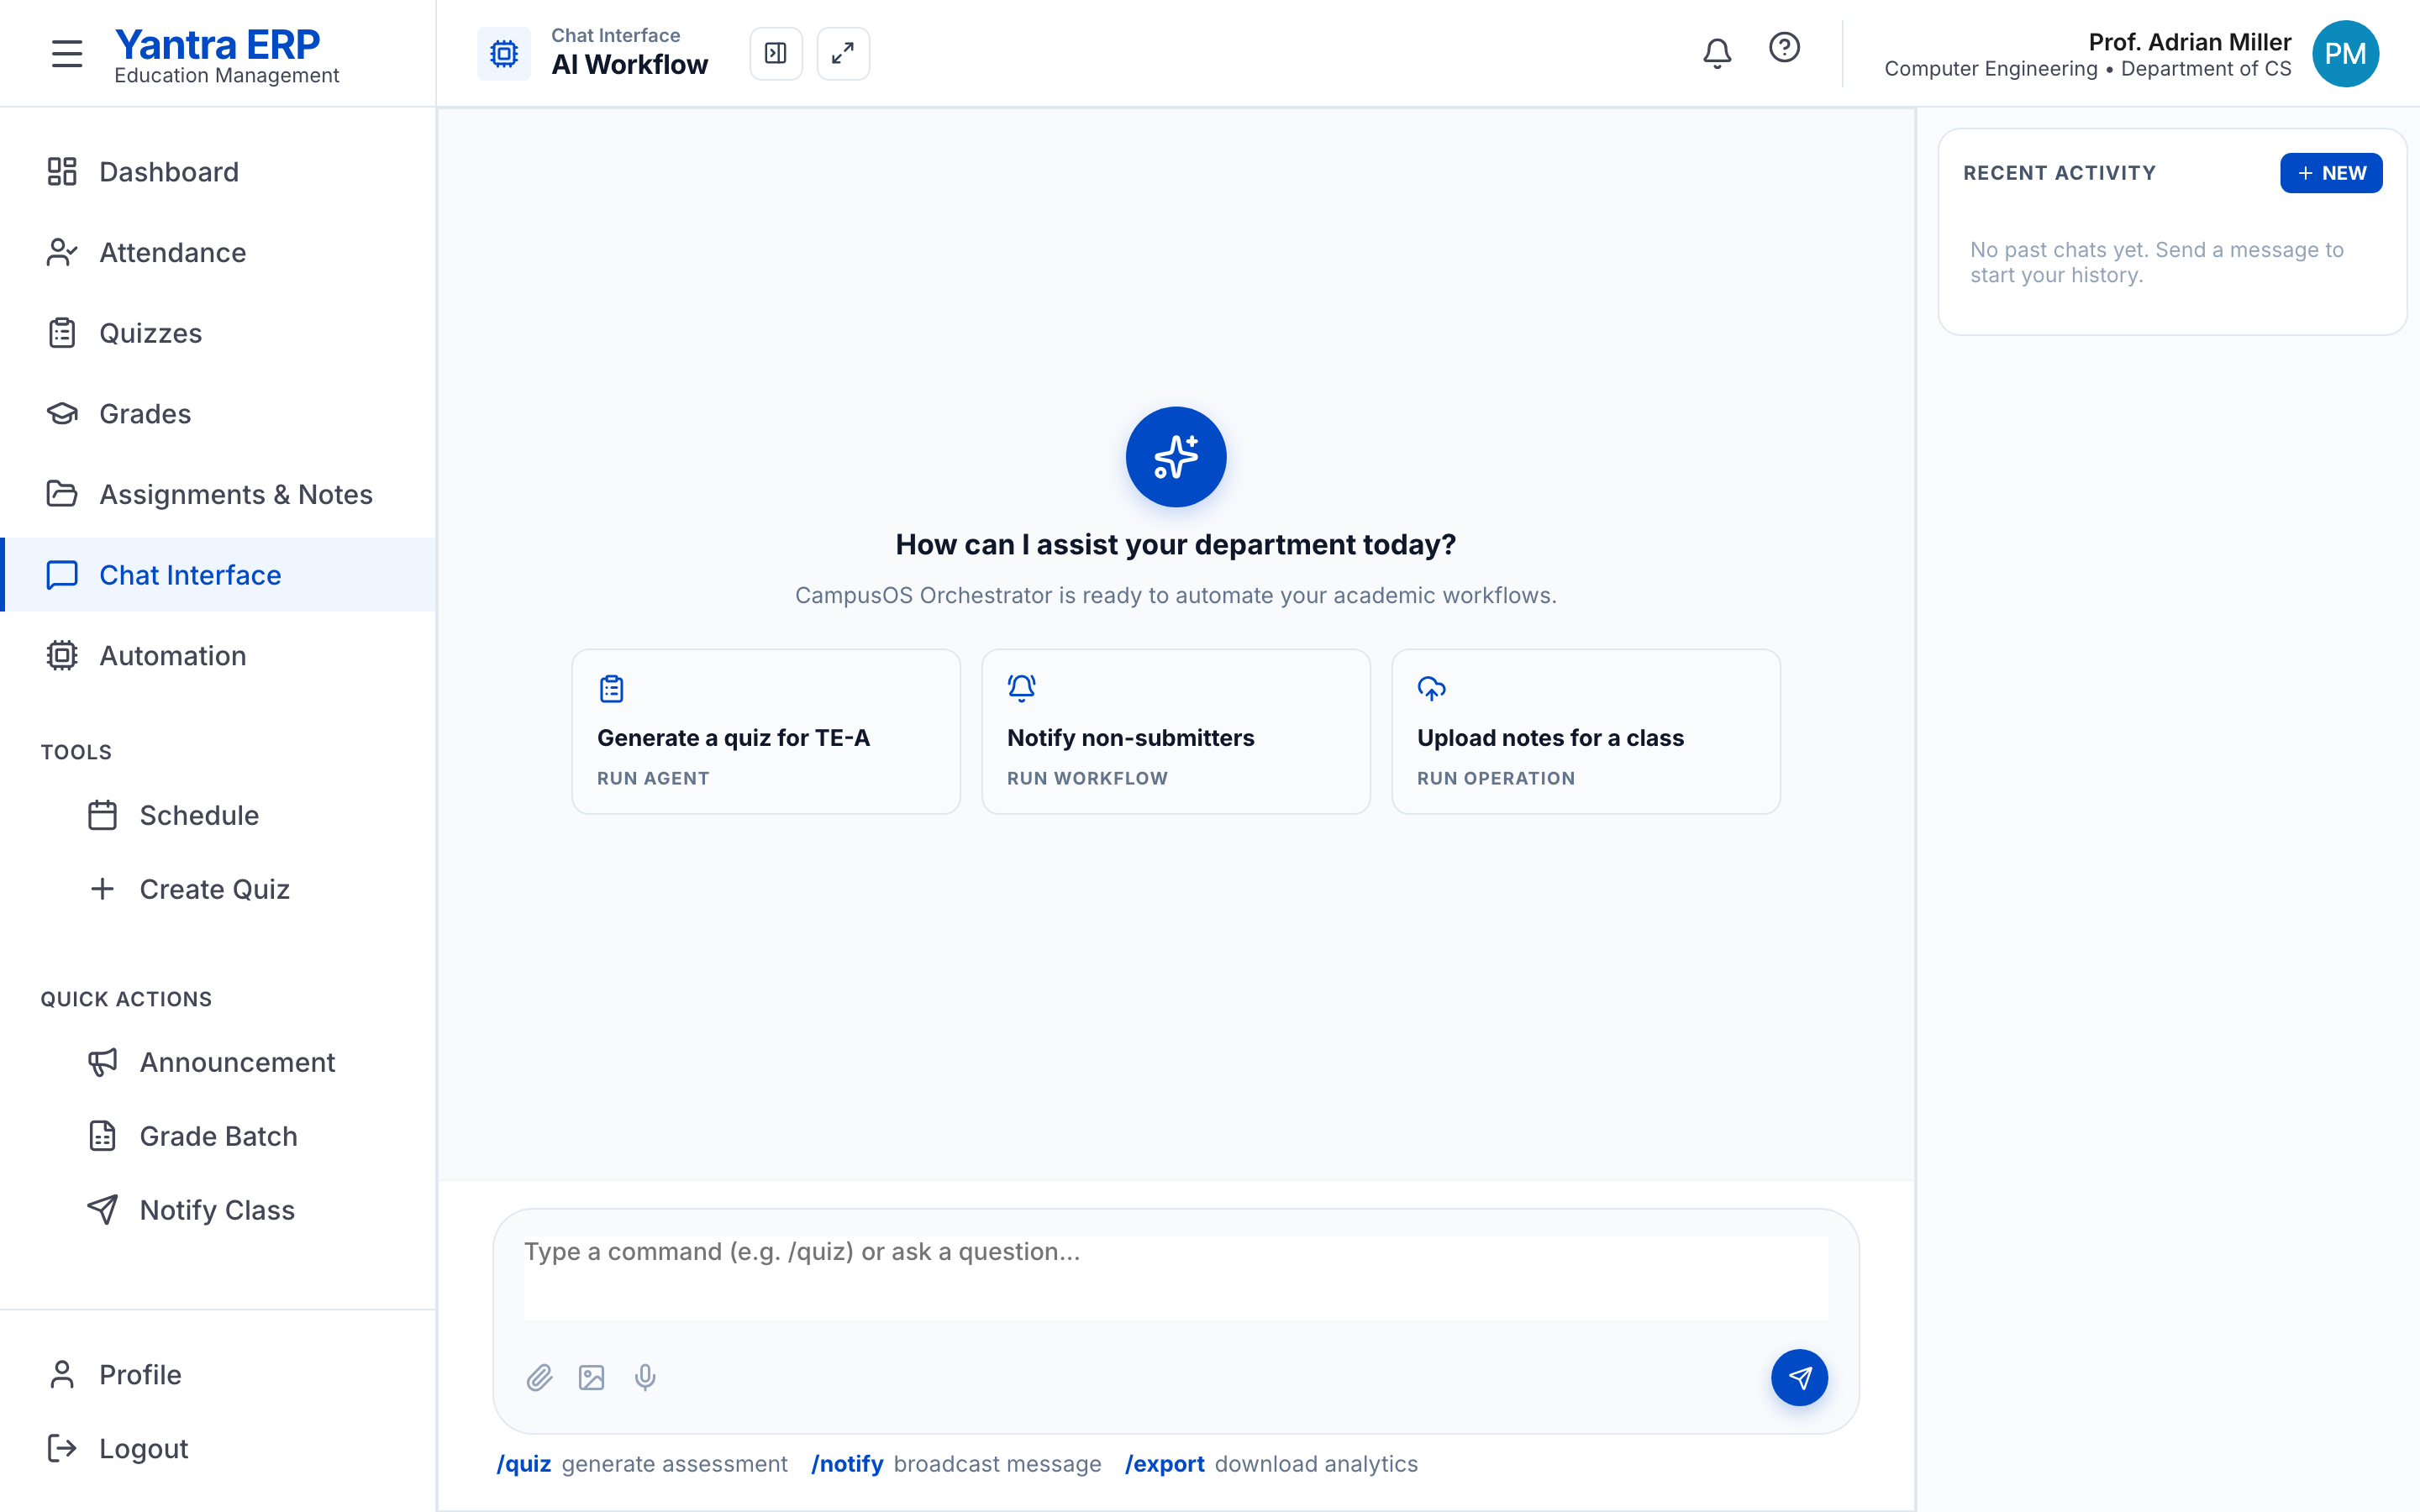 Yantra ERP
Education Management
Chat Interface
AI Workflow
Prof. Adrian Miller
Computer Engineering • Department of CS
PM
Dashboard
Attendance
Quizzes
Grades
Assignments & Notes
Chat Interface
Automation
TOOLS
Schedule
Create Quiz
QUICK ACTIONS
Announcement
Grade Batch
Notify Class
Profile
Logout
How can I assist your department today?
CampusOS Orchestrator is ready to automate your academic workflows.
Generate a quiz for TE-A
RUN AGENT
Notify non-submitters
RUN WORKFLOW
Upload notes for a class
RUN OPERATION
Type a command (e.g. /quiz) or ask a question...
/quiz generate assessment /notify broadcast message /export download analytics
RECENT ACTIVITY
+ NEW
No past chats yet. Send a message to
start your history.